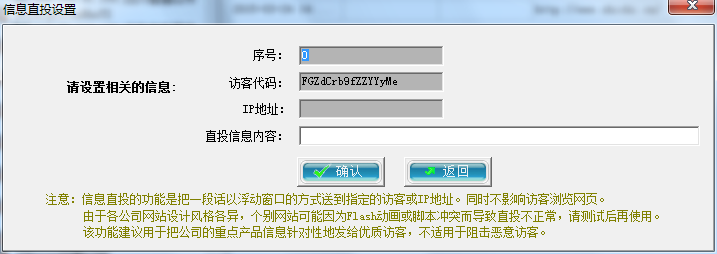 信息直投设置
序号： 0
请设置相关的信息：
访客代码： FGZdCrb9fZZYYyMe
IP地址：
直投信息内容：
确认 返回
注意：信息直投的功能是把一段话以浮动窗口的方式送到指定的访客或IP地址。同时不影响访客浏览网页。
由于各公司网站设计风格各异，个别网站可能因为Flash动画或脚本冲突而导致直投不正常，请测试后再使用。
该功能建议用于把公司的重点产品信息针对性地发给优质访客，不适用于阻击恶意访客。